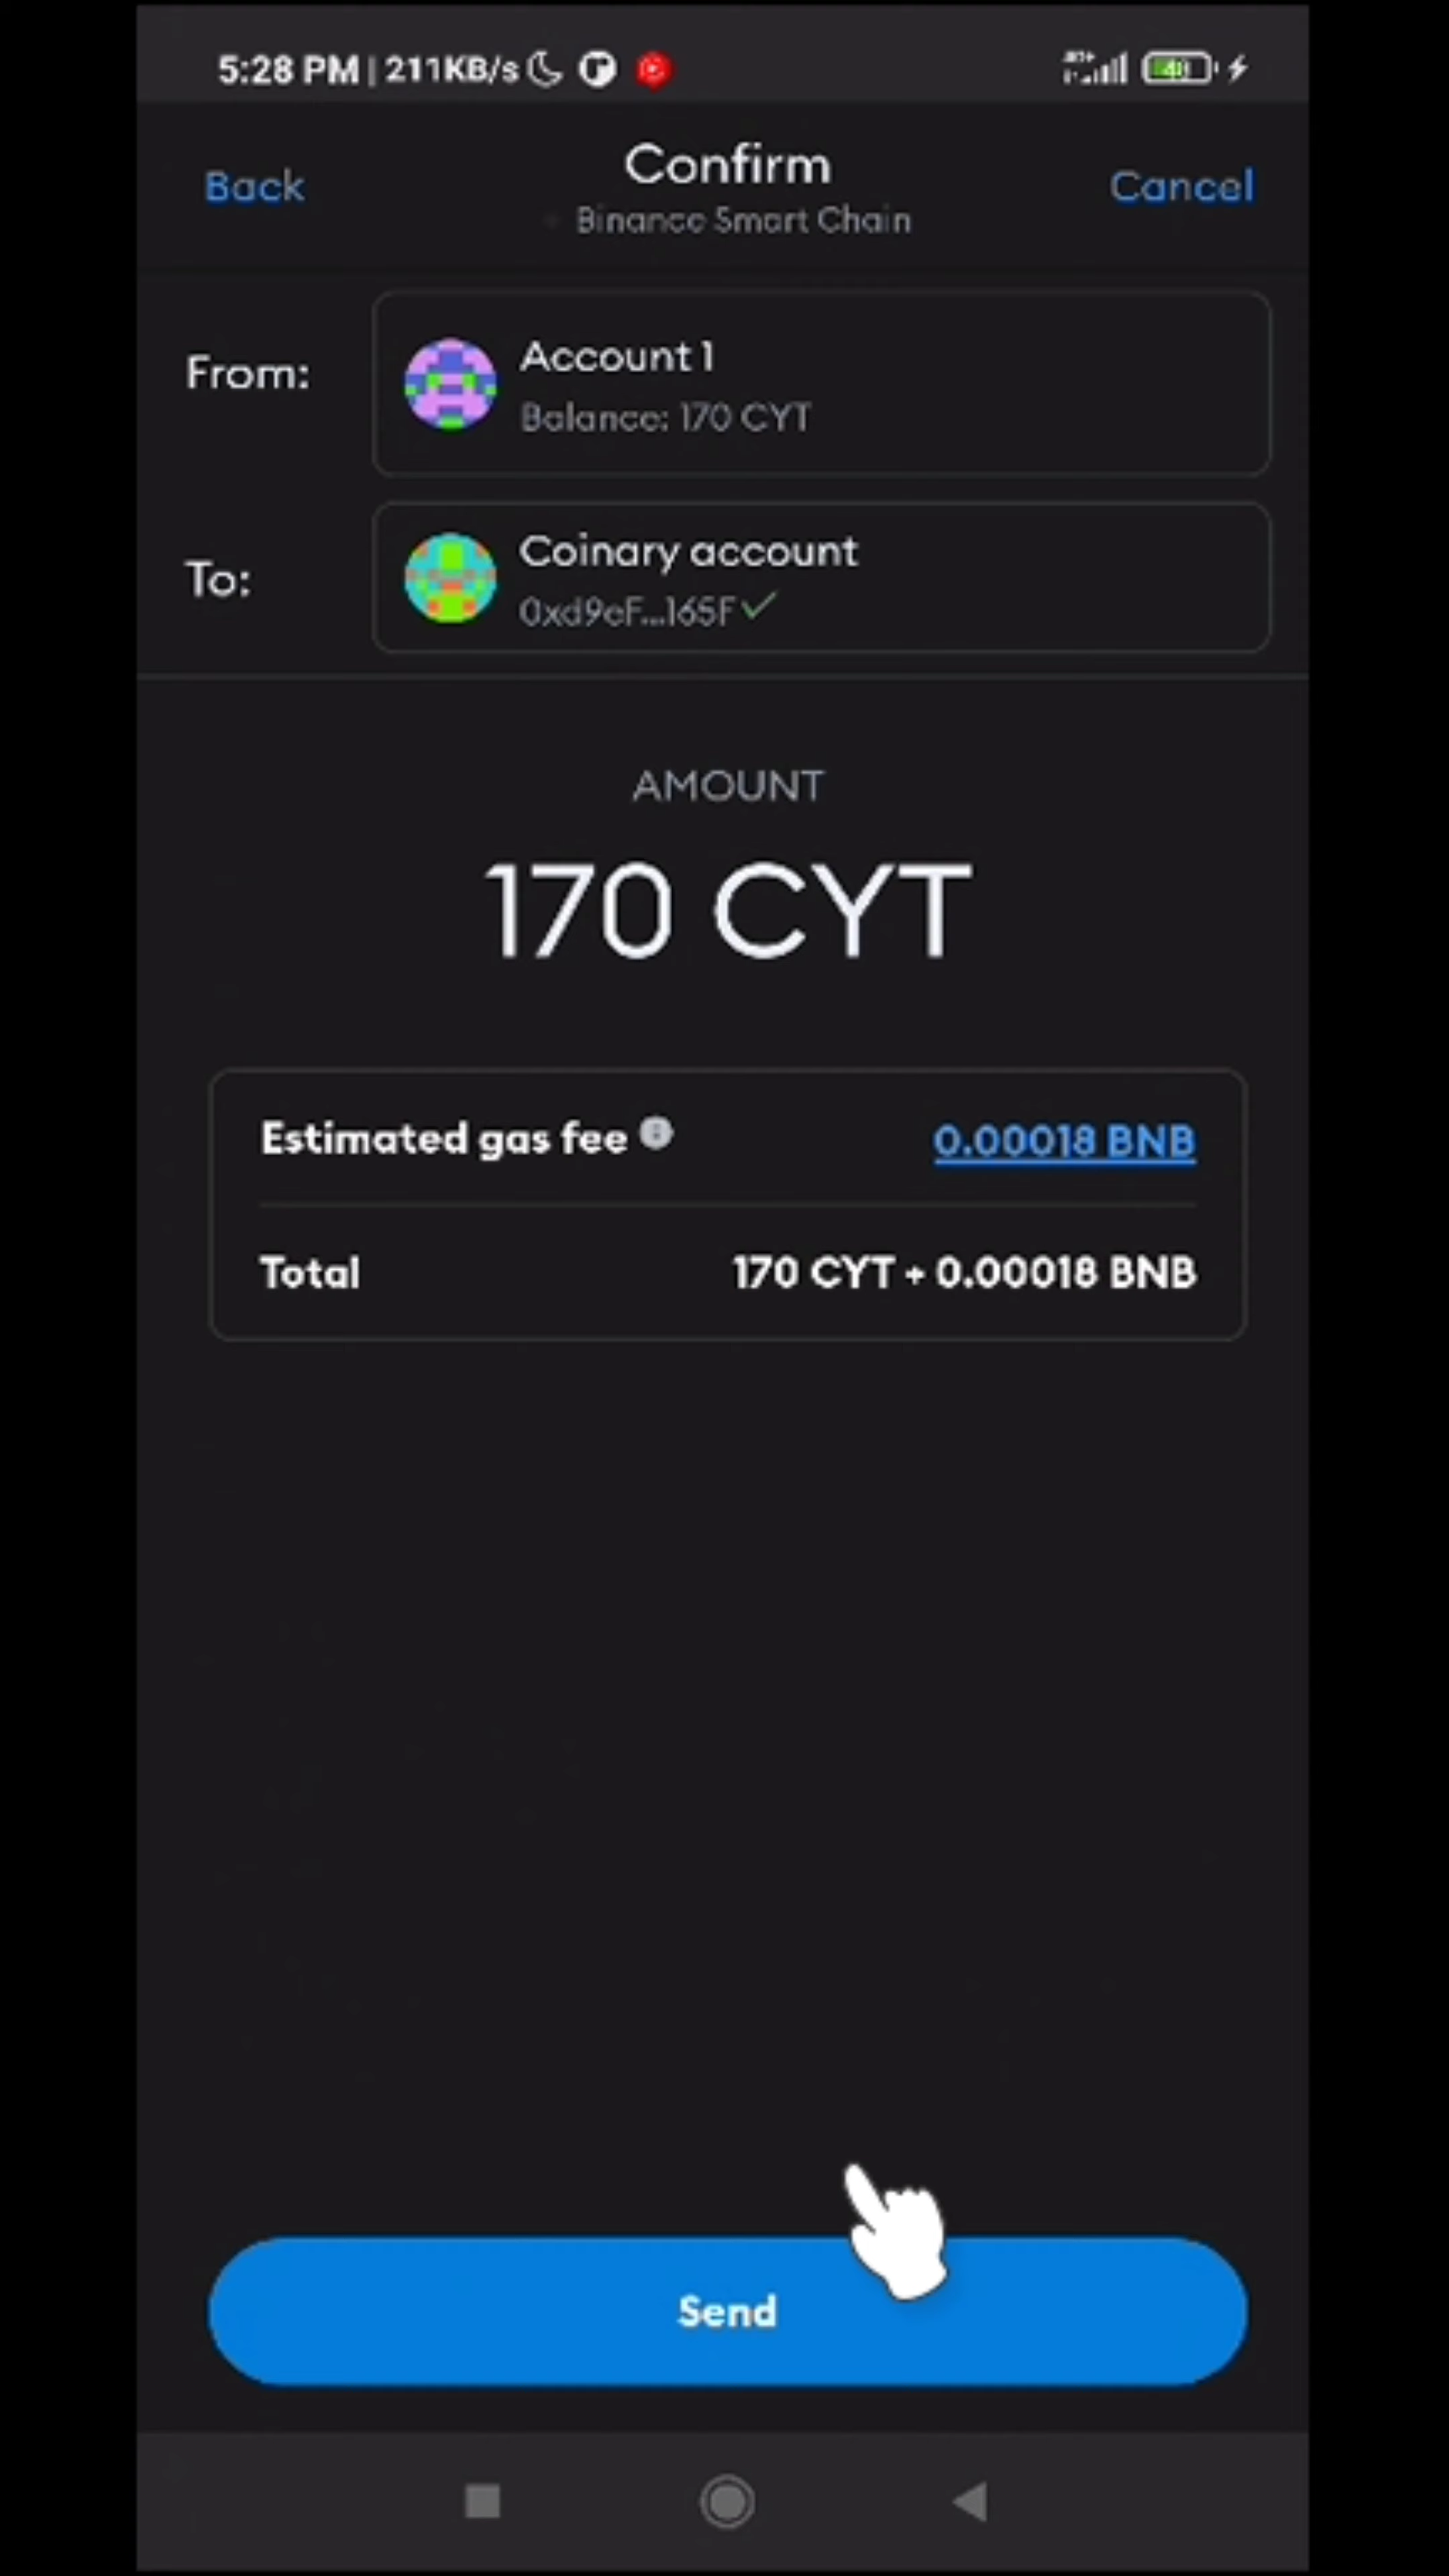 5:28 PM | 211KB/s
Back
Confirm
Cancel
Binance Smart Chain
From:
Account 1
Balance: 170 CYT
To:
Coinary account
0xd9eF...165F
AMOUNT
170 CYT
Estimated gas fee
0.00018 BNB
Total
170 CYT + 0.00018 BNB
Send